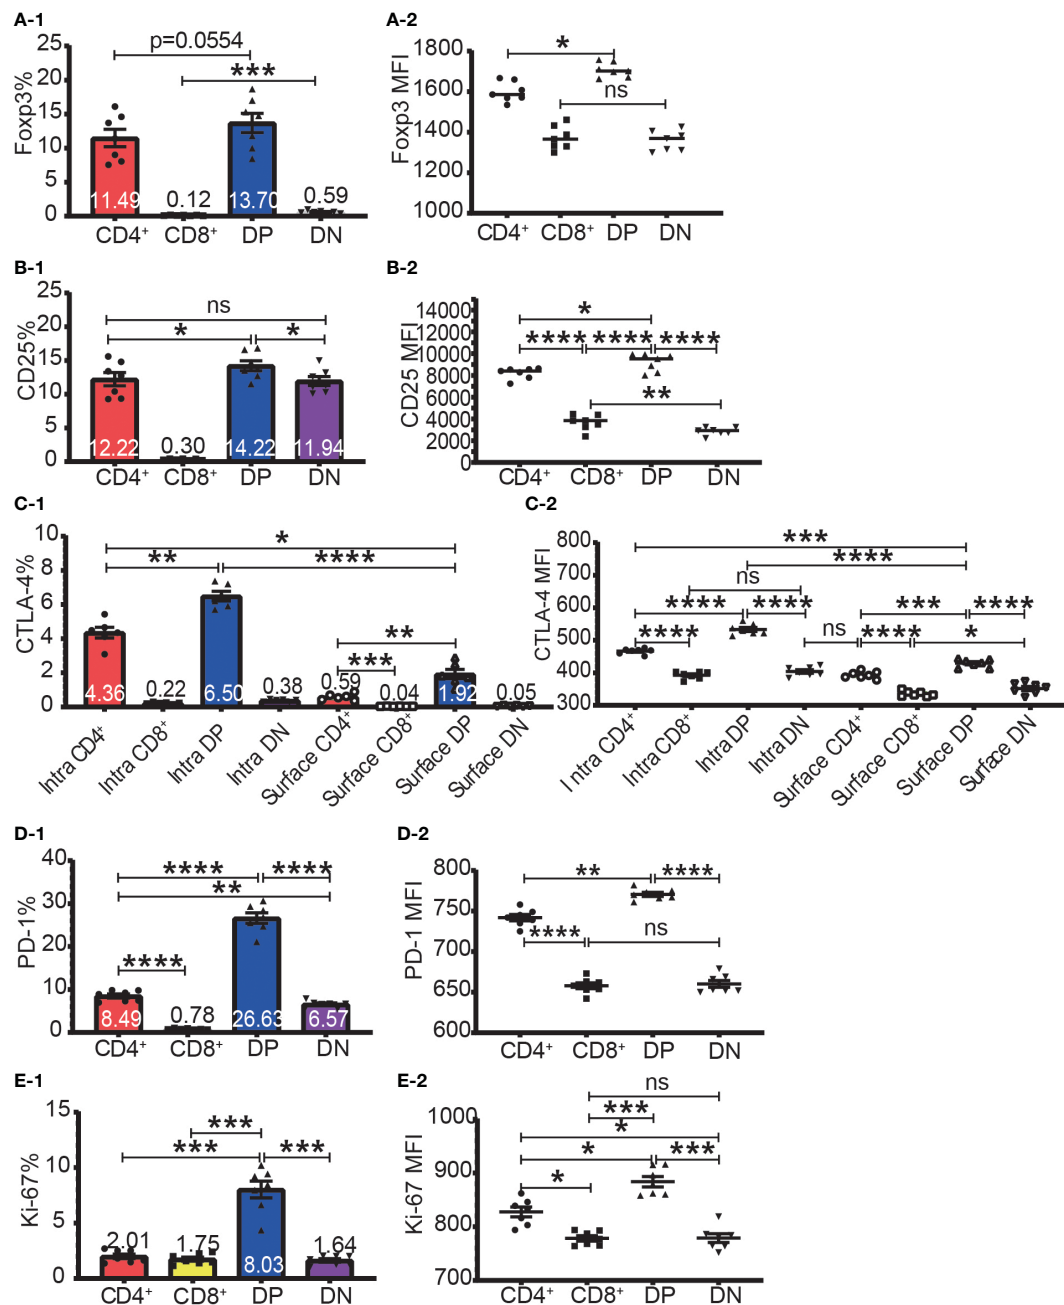 A-1
Foxp3%
25
20
15
10
5
0
p=0.0554
***
11.49
0.12
13.70
0.59
CD4+ CD8+ DP DN
A-2
Foxp3 MFI
1800
1600
1400
1200
1000
*
ns
CD4+ CD8+ DP DN
B-1
CD25%
25
20
15
10
5
0
ns
* *
12.22
0.30
14.22
11.94
CD4+ CD8+ DP DN
B-2
CD25 MFI
14000
12000
10000
8000
6000
4000
2000
0
*
**** **** ****
**
CD4+ CD8+ DP DN
C-1
CTLA-4%
10
8
6
4
2
0
*
** ****
**
***
4.36
0.22
6.50
0.38
0.59
0.04
1.92
0.05
Intra CD4+
Intra CD8+
Intra DP
Intra DN
Surface CD4+
Surface CD8+
Surface DP
Surface DN
C-2
CTLA-4 MFI
800
700
600
500
400
300
***
****
ns
**** **** *** ****
**** ns **** *
Intra CD4+
Intra CD8+
Intra DP
Intra DN
Surface CD4+
Surface CD8+
Surface DP
Surface DN
D-1
PD-1%
40
30
20
10
0
**** ****
**
****
8.49
0.78
26.63
6.57
CD4+ CD8+ DP DN
D-2
PD-1 MFI
800
750
700
650
600
** ****
**** ns
CD4+ CD8+ DP DN
E-1
Ki-67%
15
10
5
0
***
*** ***
2.01
1.75
8.03
1.64
CD4+ CD8+ DP DN
E-2
Ki-67 MFI
1000
900
800
700
ns
***
*
* ***
*
CD4+ CD8+ DP DN